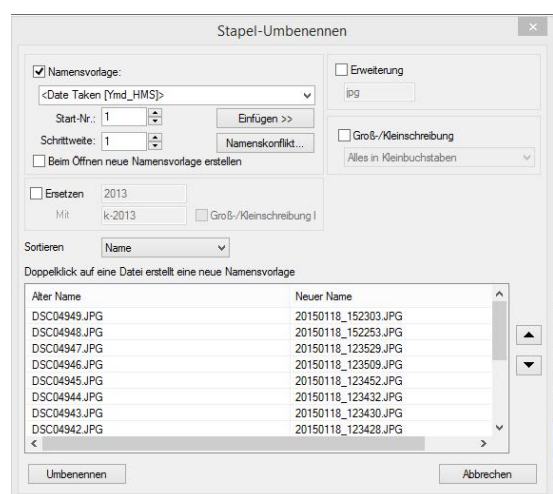 Stapel-Umbenennen
Namensvorlage:
<Date Taken [Ymd_HMS]>
Start-Nr.: 1
Einfügen >>
Schrittweite: 1
Namenskonflikt...
Beim Öffnen neue Namensvorlage erstellen
Erweiterung
jpg
Groß-/Kleinschreibung
Alles in Kleinbuchstaben
Ersetzen 2013
Mit k-2013 Groß-/Kleinschreibung I
Sortieren Name
Doppelklick auf eine Datei erstellt eine neue Namensvorlage
Alter Name Neuer Name
DSC04949.JPG 20150118_152303.JPG
DSC04948.JPG 20150118_152253.JPG
DSC04947.JPG 20150118_123529.JPG
DSC04946.JPG 20150118_123509.JPG
DSC04945.JPG 20150118_123452.JPG
DSC04944.JPG 20150118_123432.JPG
DSC04943.JPG 20150118_123430.JPG
DSC04942.JPG 20150118_123428.JPG
Umbenennen Abbrechen